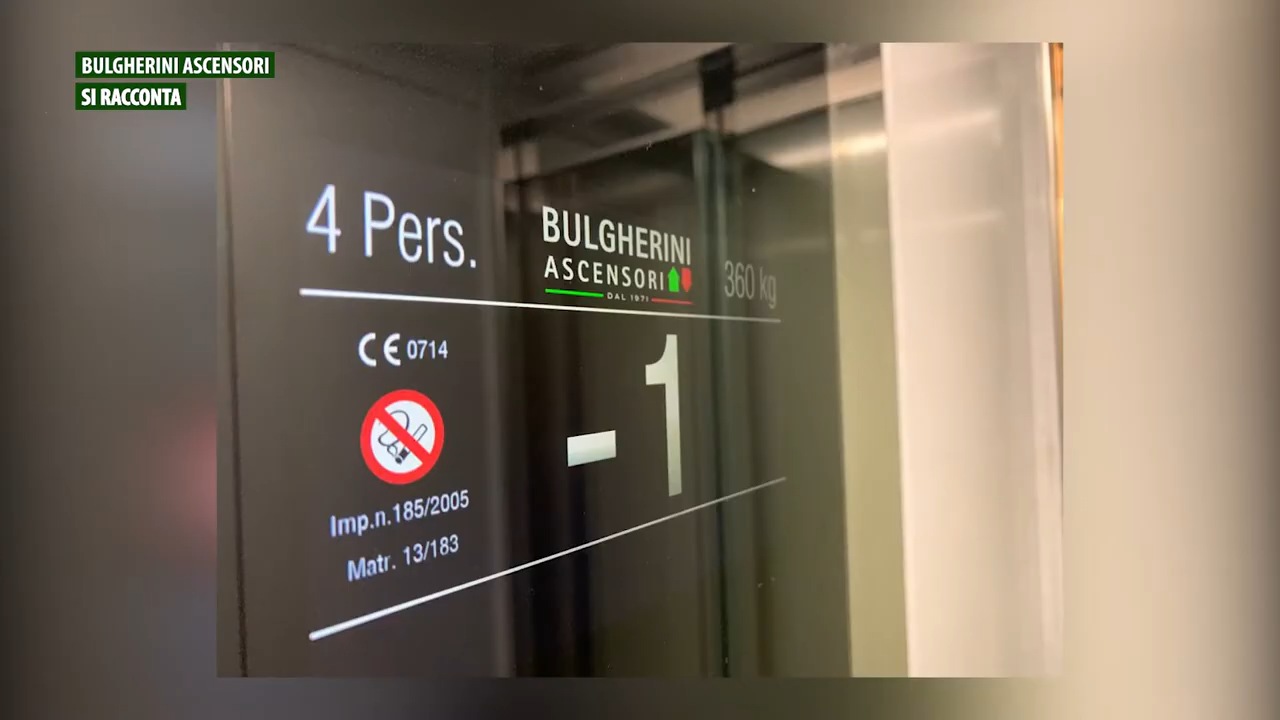 BULGHERINI ASCENSORI
SI RACCONTA
4 Pers.
BULGHERINI
ASCENSORI
DAL 1971
360 kg
CE 0714
-1
Imp.n.185/2005
Matr. 13/183